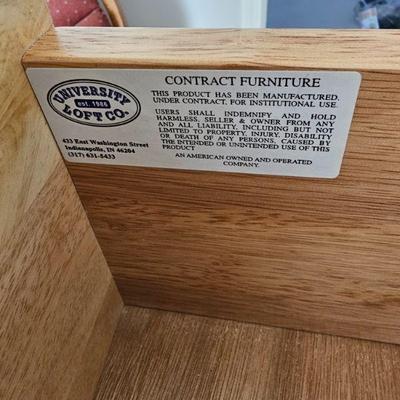 UNIVERSITY
est. 1986
LOFT CO.
433 East Washington Street
Indianapolis, IN 46204
(317) 631-5433
CONTRACT FURNITURE
THIS PRODUCT HAS BEEN MANUFACTURED,
UNDER CONTRACT, FOR INSTITUTIONAL USE.
USERS SHALL INDEMNIFY AND HOLD
HARMLESS, SELLER & OWNER FROM ANY
AND ALL LIABILITY, INCLUDING BUT NOT
LIMITED TO PROPERTY, INJURY, DISABILITY
OR DEATH OF ANY PERSONS, CAUSED BY
THE INTENDED OR UNINTENDED USE OF THIS
PRODUCT
AN AMERICAN OWNED AND OPERATED
COMPANY.